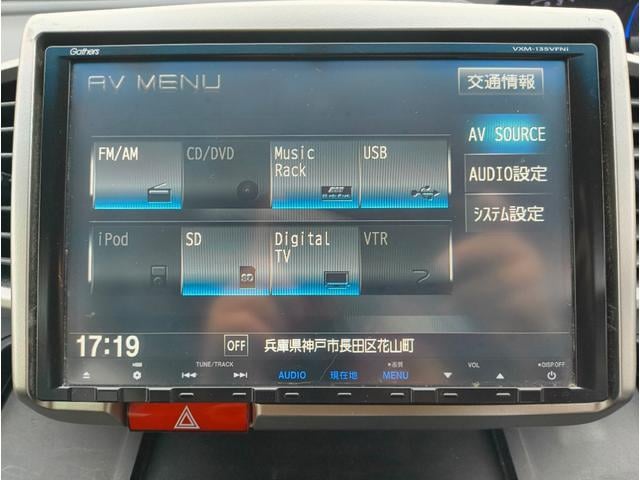 Gathers
VXM-135VFNi
AV MENU
交通情報
FM/AM
CD/DVD
Music Rack
USB
AV SOURCE
AUDIO設定
システム設定
iPod
SD
Digital TV
VTR
SD
17:19
OFF
兵庫県神戸市長田区花山町
TUNE/TRACK
AUDIO
現在地
●画質
MENU
VOL
●DISP.OFF